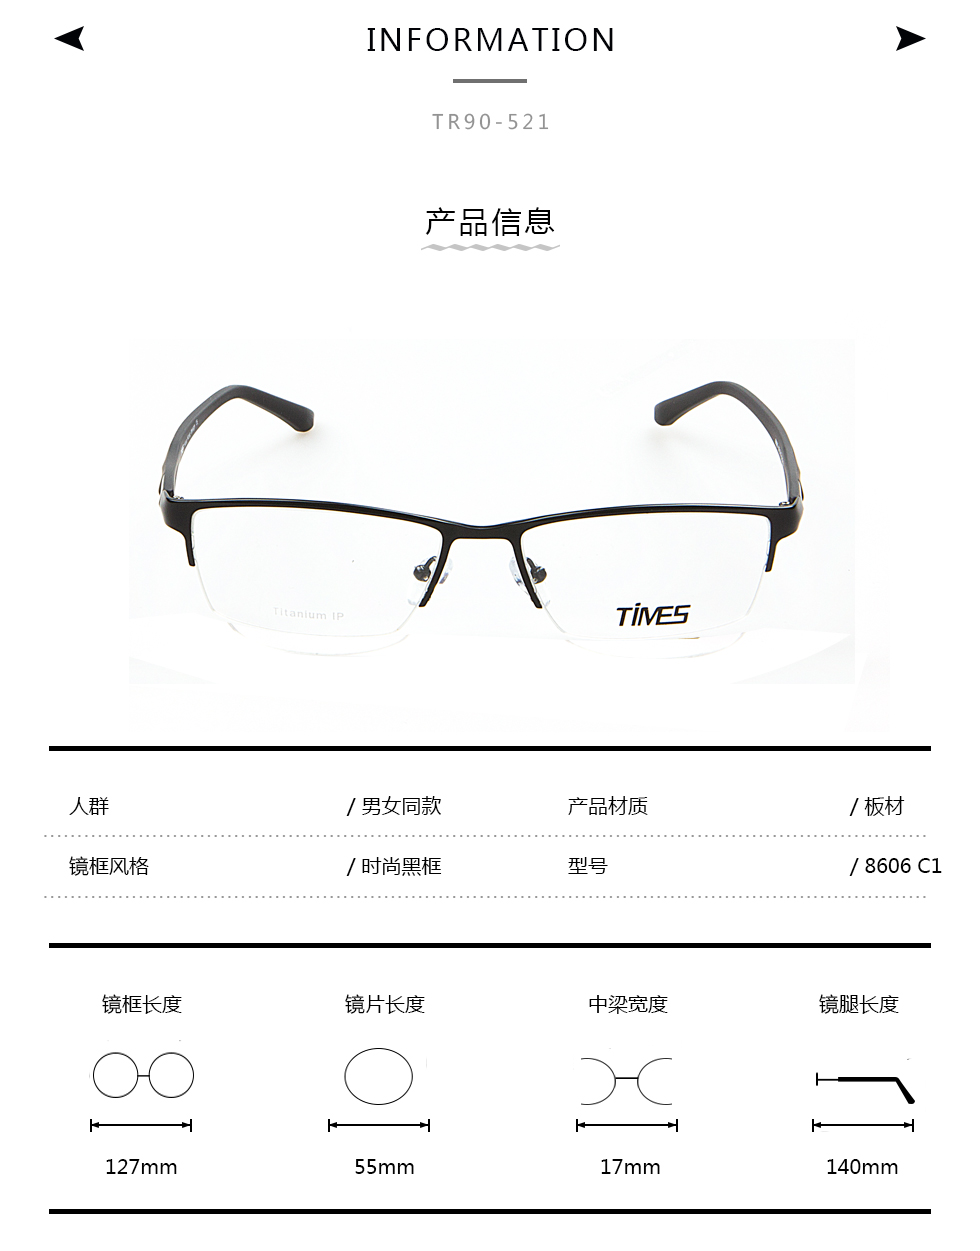 INFORMATION
TR90-521
产品信息
Titanium IP
TIMES
人群 / 男女同款 产品材质 / 板材
镜框风格 / 时尚黑框 型号 / 8606 C1
镜框长度 镜片长度 中梁宽度 镜腿长度
127mm 55mm 17mm 140mm